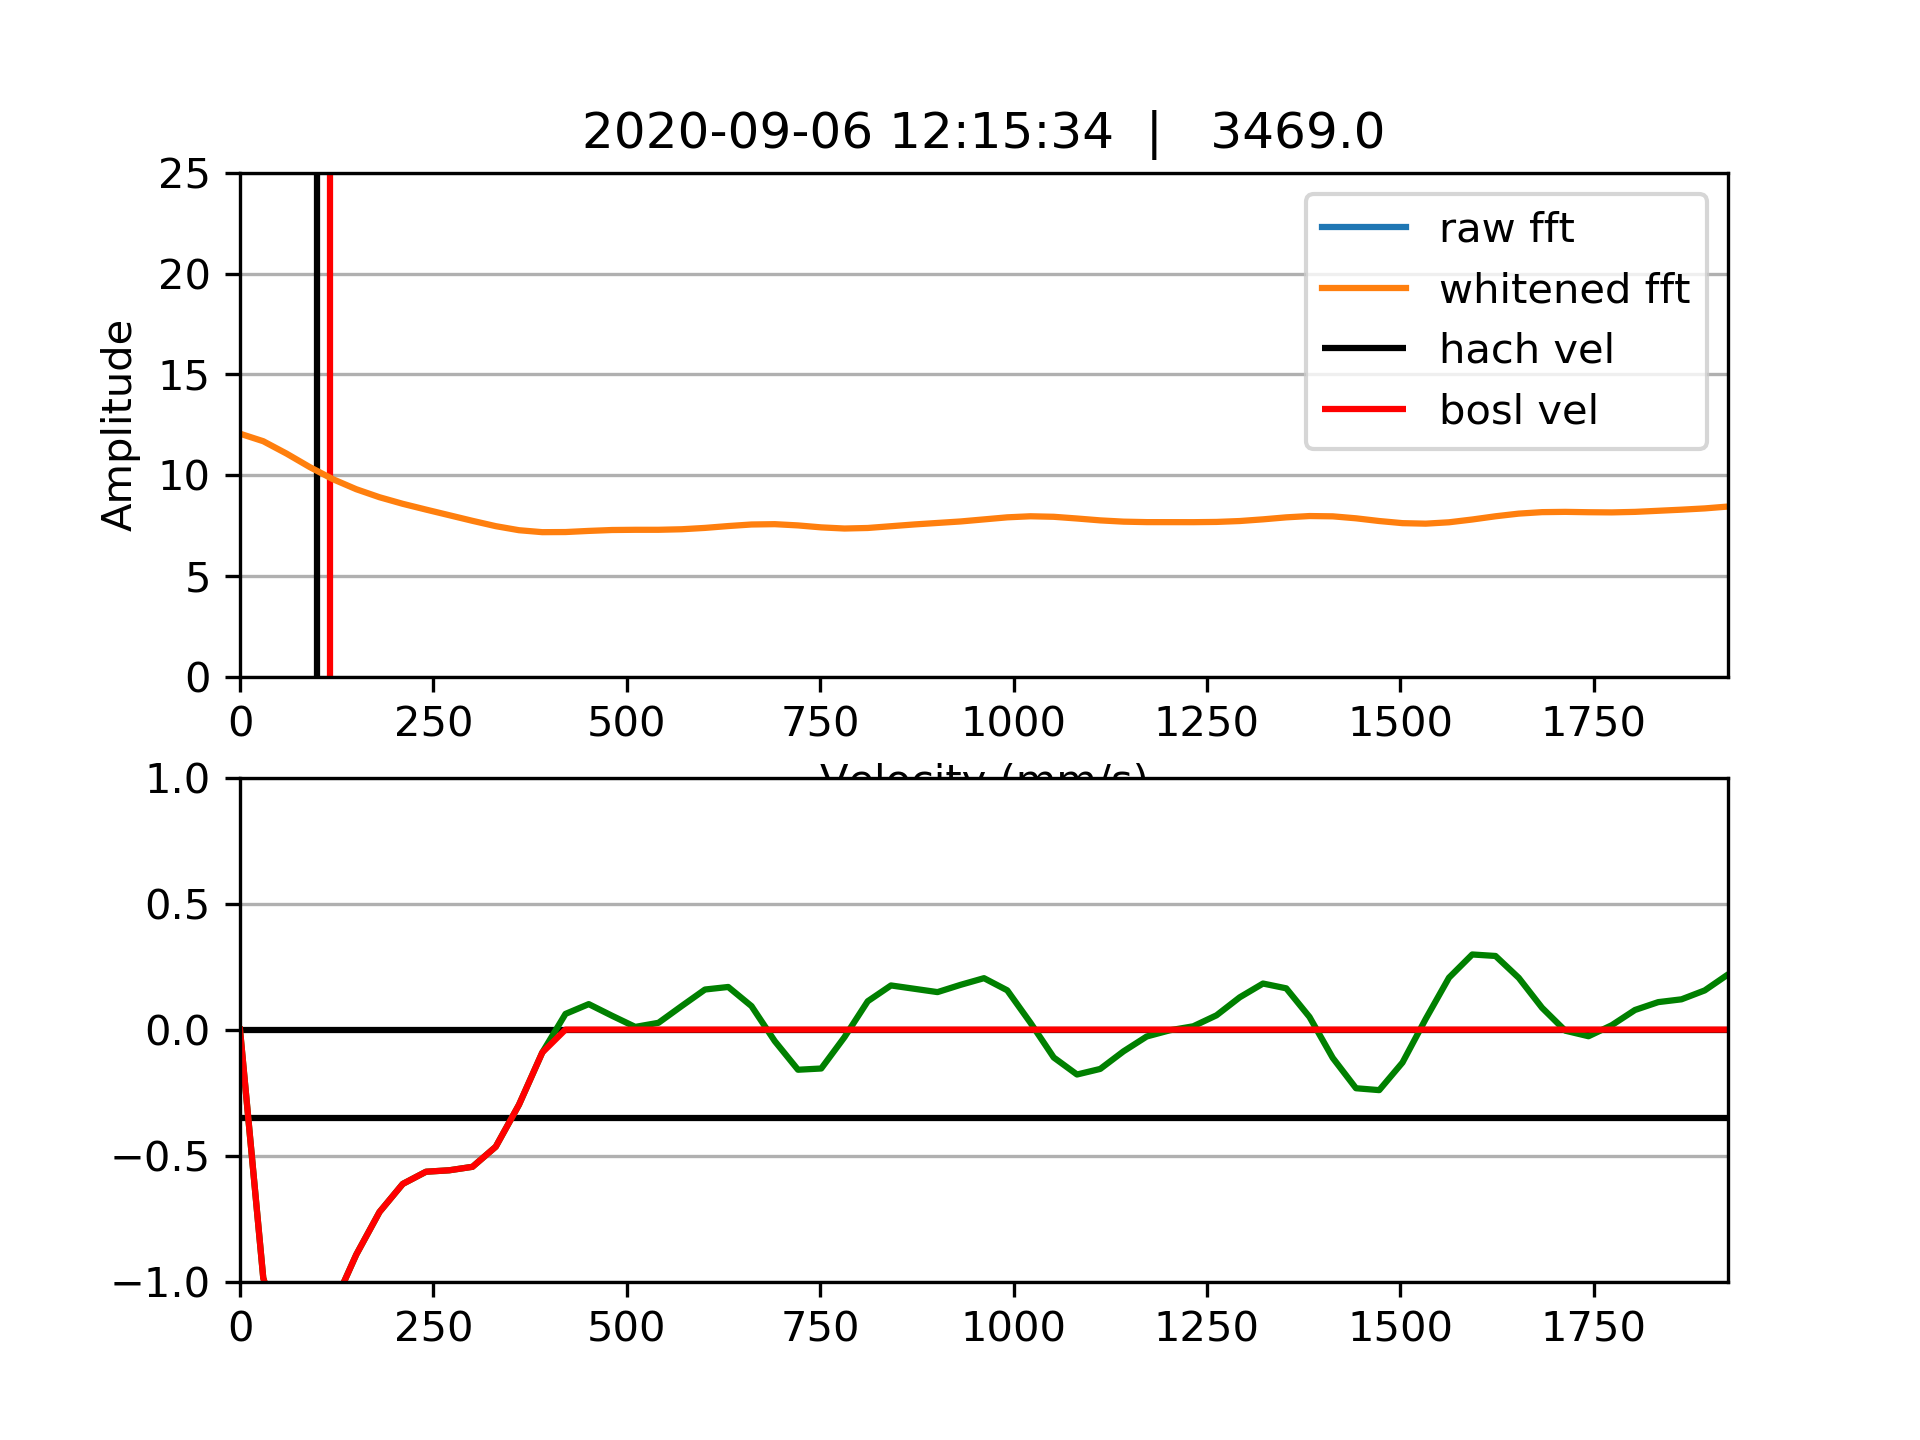 2020-09-06 12:15:34 | 3469.0
25
20
15
10
5
0
Amplitude
raw fft
whitened fft
hach vel
bosl vel
0 250 500 750 1000 1250 1500 1750
Velocity (mm/s)
1.0
0.5
0.0
−0.5
−1.0
0 250 500 750 1000 1250 1500 1750